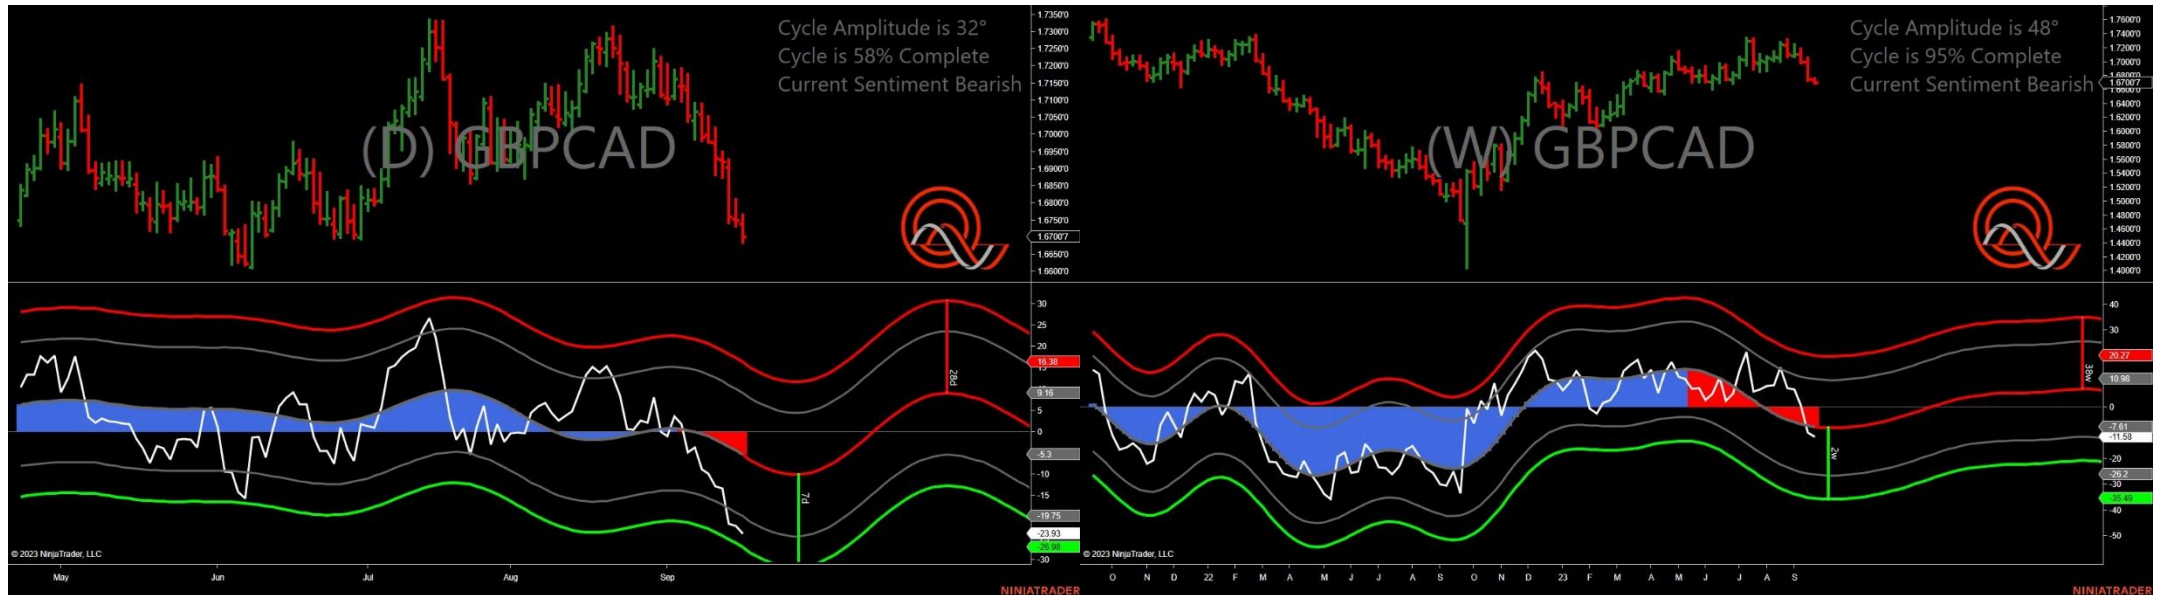 Cycle Amplitude is 32°
Cycle is 58% Complete
Current Sentiment Bearish
(D) GBPCAD
1.7350'0
1.7300'0
1.7250'0
1.7200'0
1.7150'0
1.7100'0
1.7050'0
1.7000'0
1.6950'0
1.6900'0
1.6850'0
1.6800'0
1.6750'0
1.6700'7
1.6650'0
1.6600'0
30
25
20
16.38
15
9.16
5
0
-5.3
-10
-15
-19.75
-23.93
-26.98
-30
28d
7d
© 2023 NinjaTrader, LLC
May
Jun
Jul
Aug
Sep
NINJATRADER
Cycle Amplitude is 48°
Cycle is 95% Complete
Current Sentiment Bearish
(W) GBPCAD
1.7600'0
1.7400'0
1.7200'0
1.7000'0
1.6700'7
1.6400'0
1.6200'0
1.6000'0
1.5800'0
1.5600'0
1.5400'0
1.5200'0
1.5000'0
1.4800'0
1.4600'0
1.4400'0
1.4200'0
1.4000'0
40
30
20.27
10.98
0
-7.61
-11.58
-20
-26.2
-30
-35.49
-40
-50
38w
2w
© 2023 NinjaTrader, LLC
O N D 22 F M A M J J A S O N D 23 F M A M J J A S
NINJATRADER